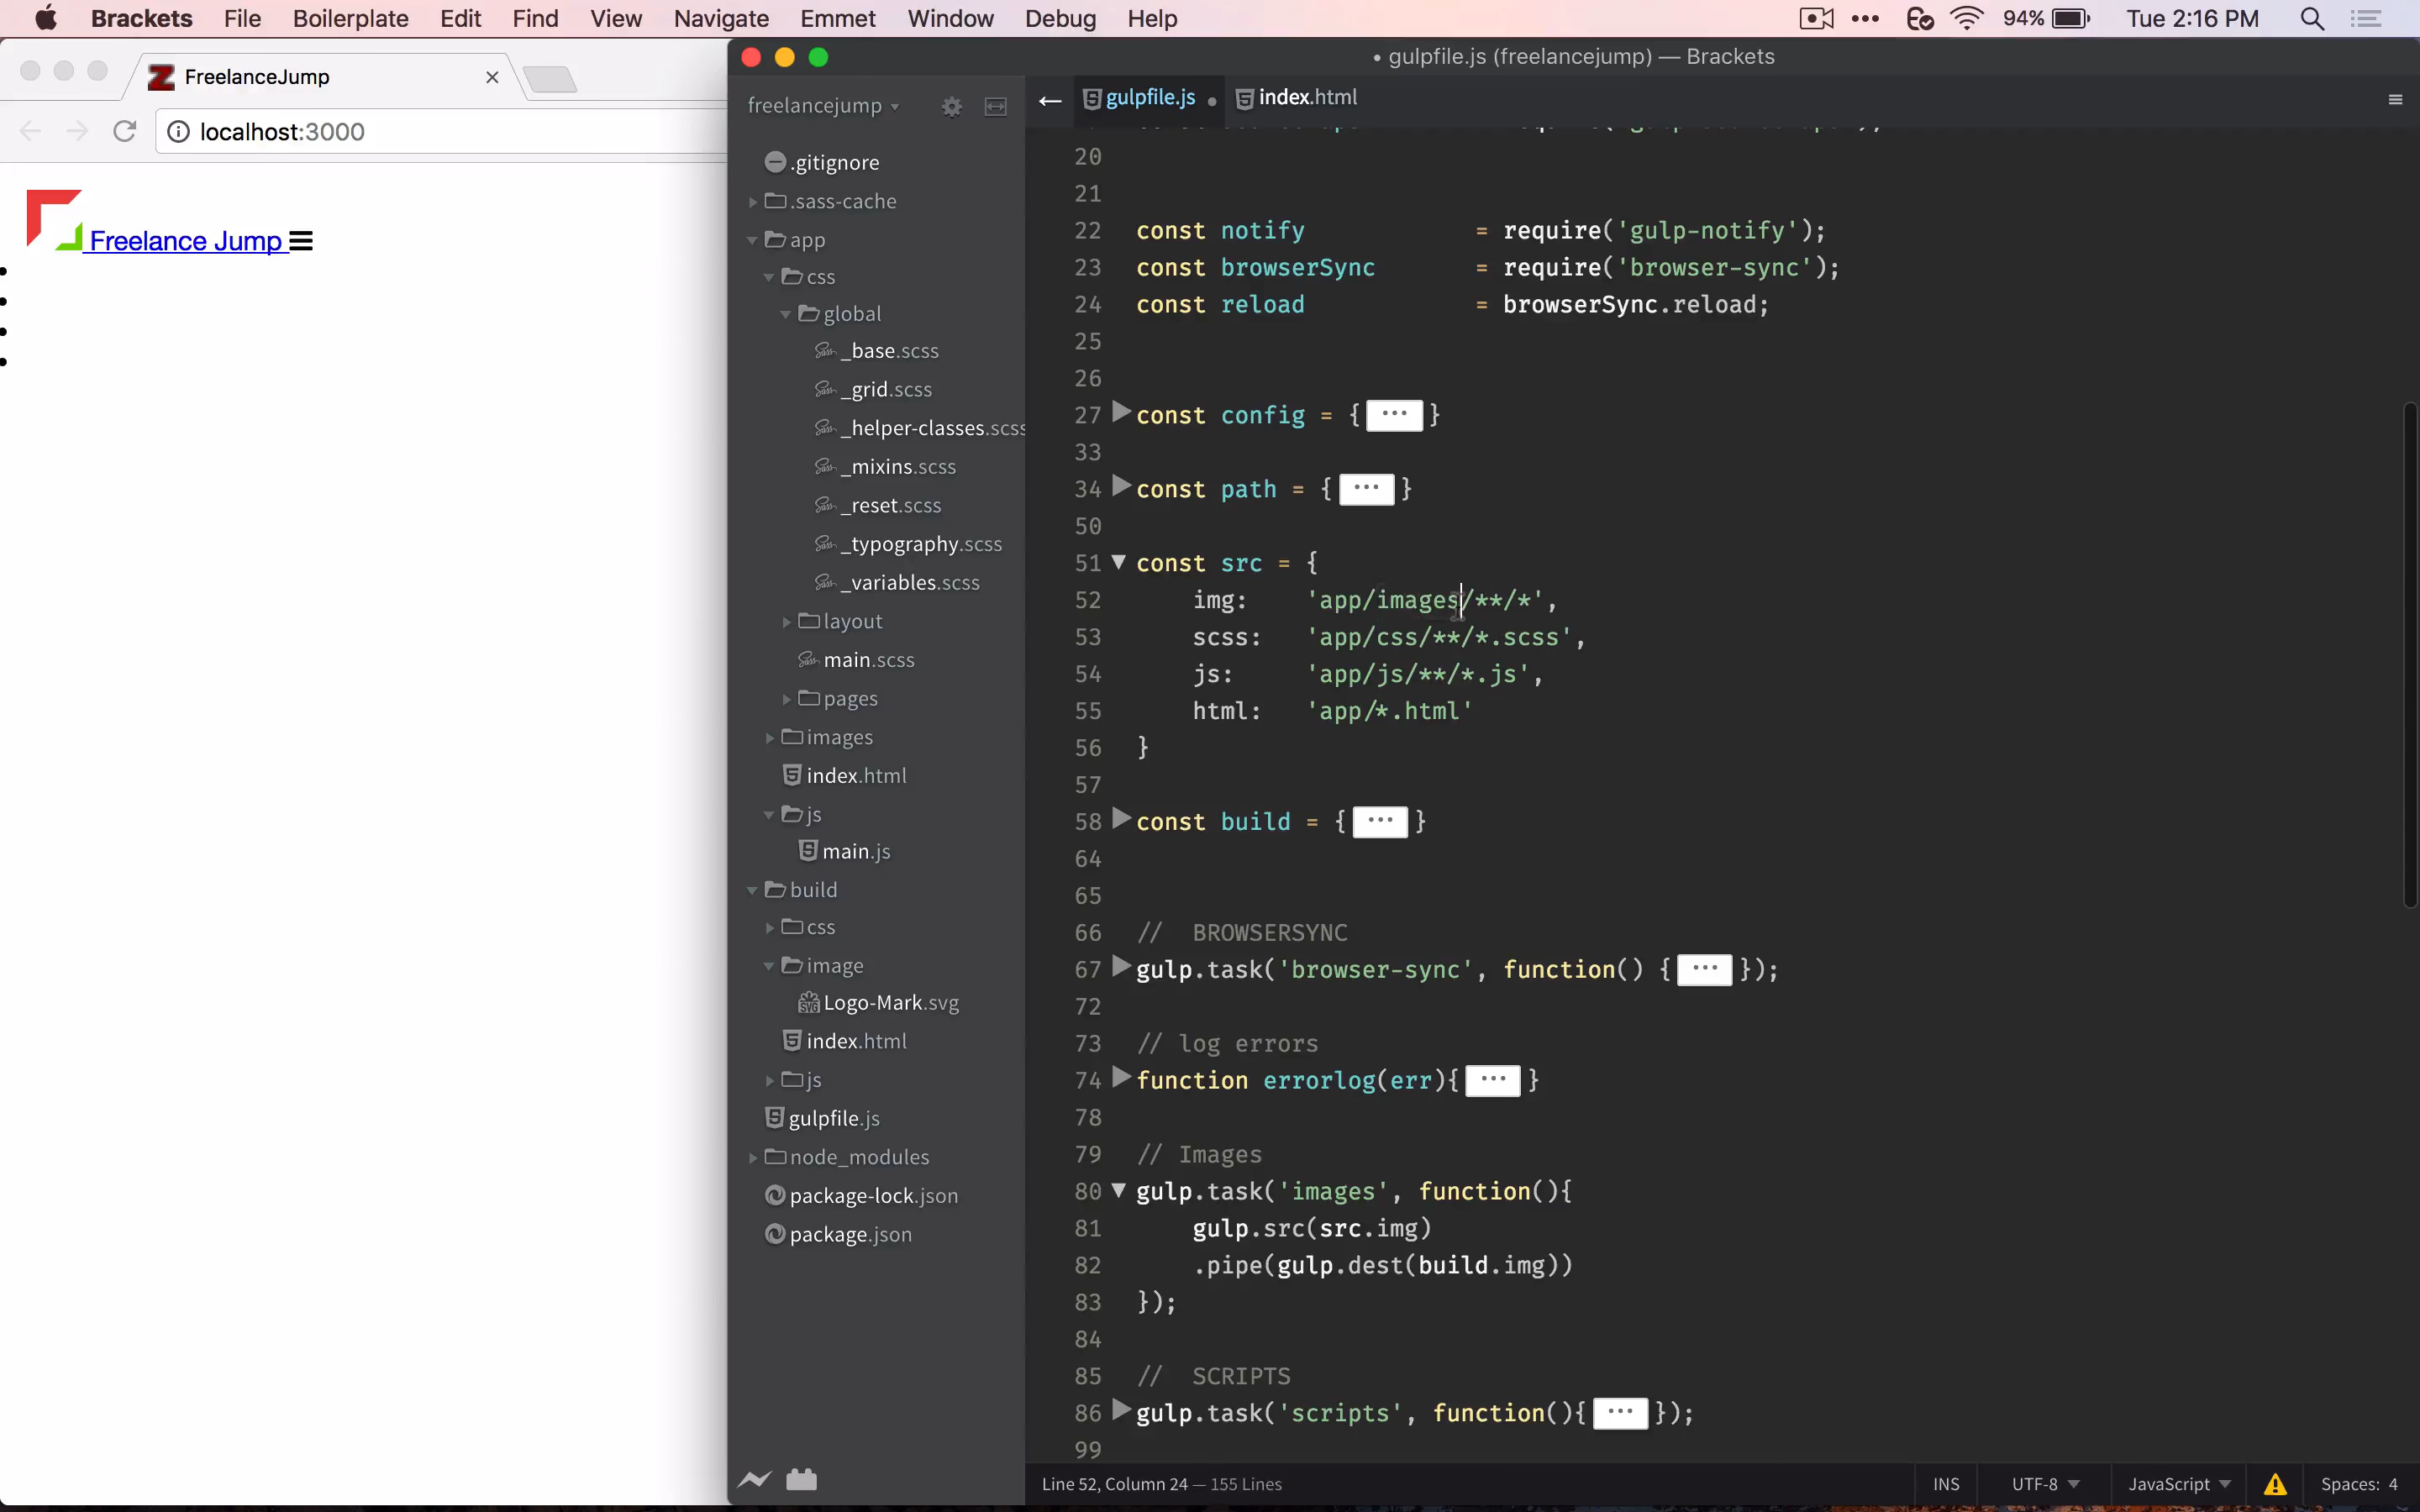 Brackets File Boilerplate Edit Find View Navigate Emmet Window Debug Help 94% Tue 2:16 PM
FreelanceJump
localhost:3000
Freelance Jump
• gulpfile.js (freelancejump) — Brackets
freelancejump
.gitignore
.sass-cache
app
css
global
_base.scss
_grid.scss
_helper-classes.scss
_mixins.scss
_reset.scss
_typography.scss
_variables.scss
layout
main.scss
pages
images
index.html
js
main.js
build
css
image
Logo-Mark.svg
index.html
js
gulpfile.js
node_modules
package-lock.json
package.json
gulpfile.js index.html
20
21
22 const notify = require('gulp-notify');
23 const browserSync = require('browser-sync');
24 const reload = browserSync.reload;
25
26
27 const config = {•••}
33
34 const path = {•••}
50
51 const src = {
52 img: 'app/images/**/*',
53 scss: 'app/css/**/*.scss',
54 js: 'app/js/**/*.js',
55 html: 'app/*.html'
56 }
57
58 const build = {•••}
64
65
66 // BROWSERSYNC
67 gulp.task('browser-sync', function() {•••});
72
73 // log errors
74 function errorlog(err){•••}
78
79 // Images
80 gulp.task('images', function(){
81 gulp.src(src.img)
82 .pipe(gulp.dest(build.img))
83 });
84
85 // SCRIPTS
86 gulp.task('scripts', function(){•••});
99
Line 52, Column 24 — 155 Lines INS UTF-8 JavaScript Spaces: 4